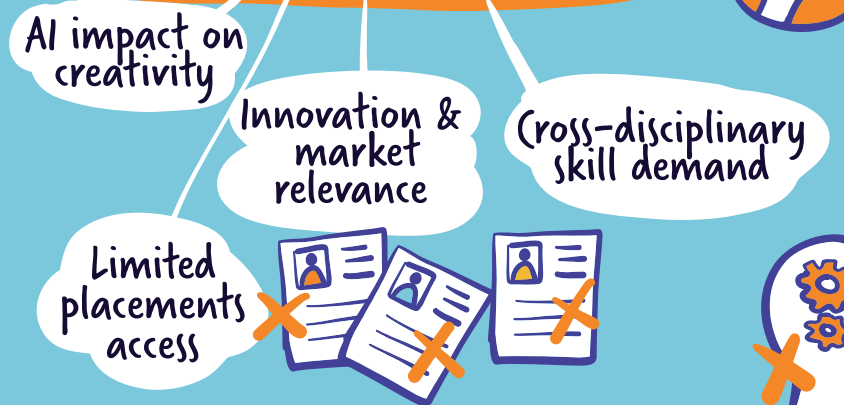 AI impact on
creativity
Innovation &
market
relevance
Cross-disciplinary
skill demand
Limited
placements
access